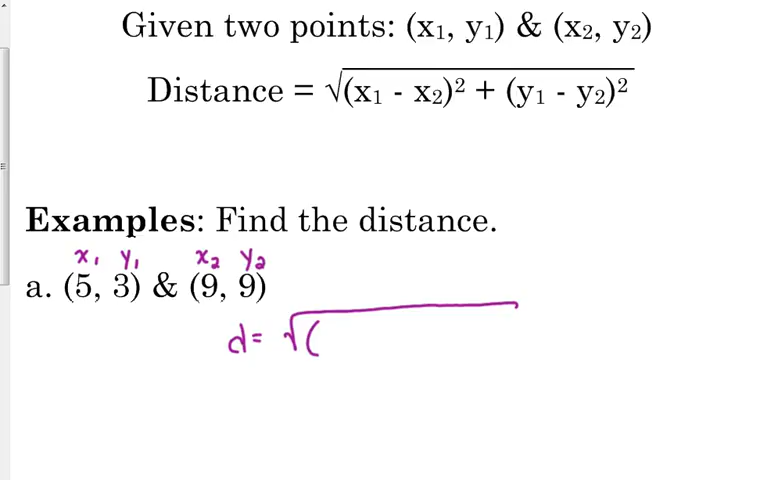 Given two points: (x₁, y₁) & (x₂, y₂)
Distance = √(x₁ - x₂)² + (y₁ - y₂)²
Examples: Find the distance.
x₁ y₁ x₂ y₂
a. (5, 3) & (9, 9)
d= √(